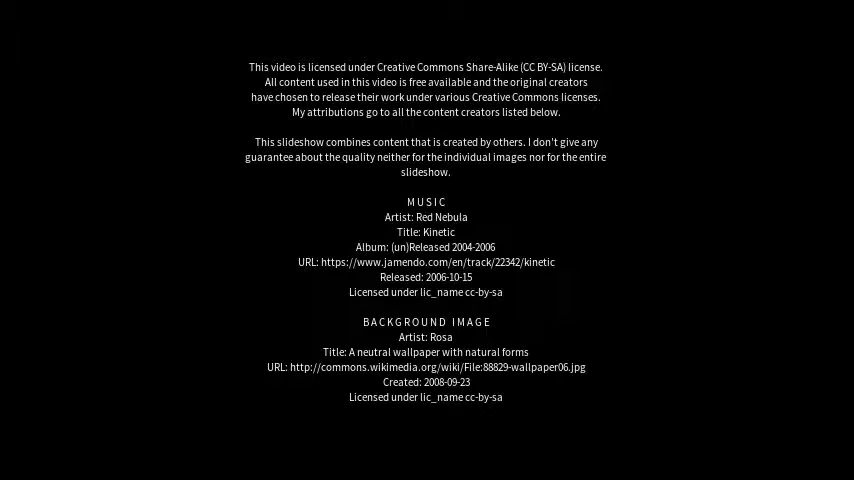 This video is licensed under Creative Commons Share-Alike (CC BY-SA) license.
All content used in this video is free available and the original creators
have chosen to release their work under various Creative Commons licenses.
My attributions go to all the content creators listed below.
This slideshow combines content that is created by others. I don't give any
guarantee about the quality neither for the individual images nor for the entire
slideshow.
MUSIC
Artist: Red Nebula
Title: Kinetic
Album: (un)Released 2004-2006
URL: https://www.jamendo.com/en/track/22342/kinetic
Released: 2006-10-15
Licensed under lic_name cc-by-sa
BACKGROUND IMAGE
Artist: Rosa
Title: A neutral wallpaper with natural forms
URL: http://commons.wikimedia.org/wiki/File:88829-wallpaper06.jpg
Created: 2008-09-23
Licensed under lic_name cc-by-sa